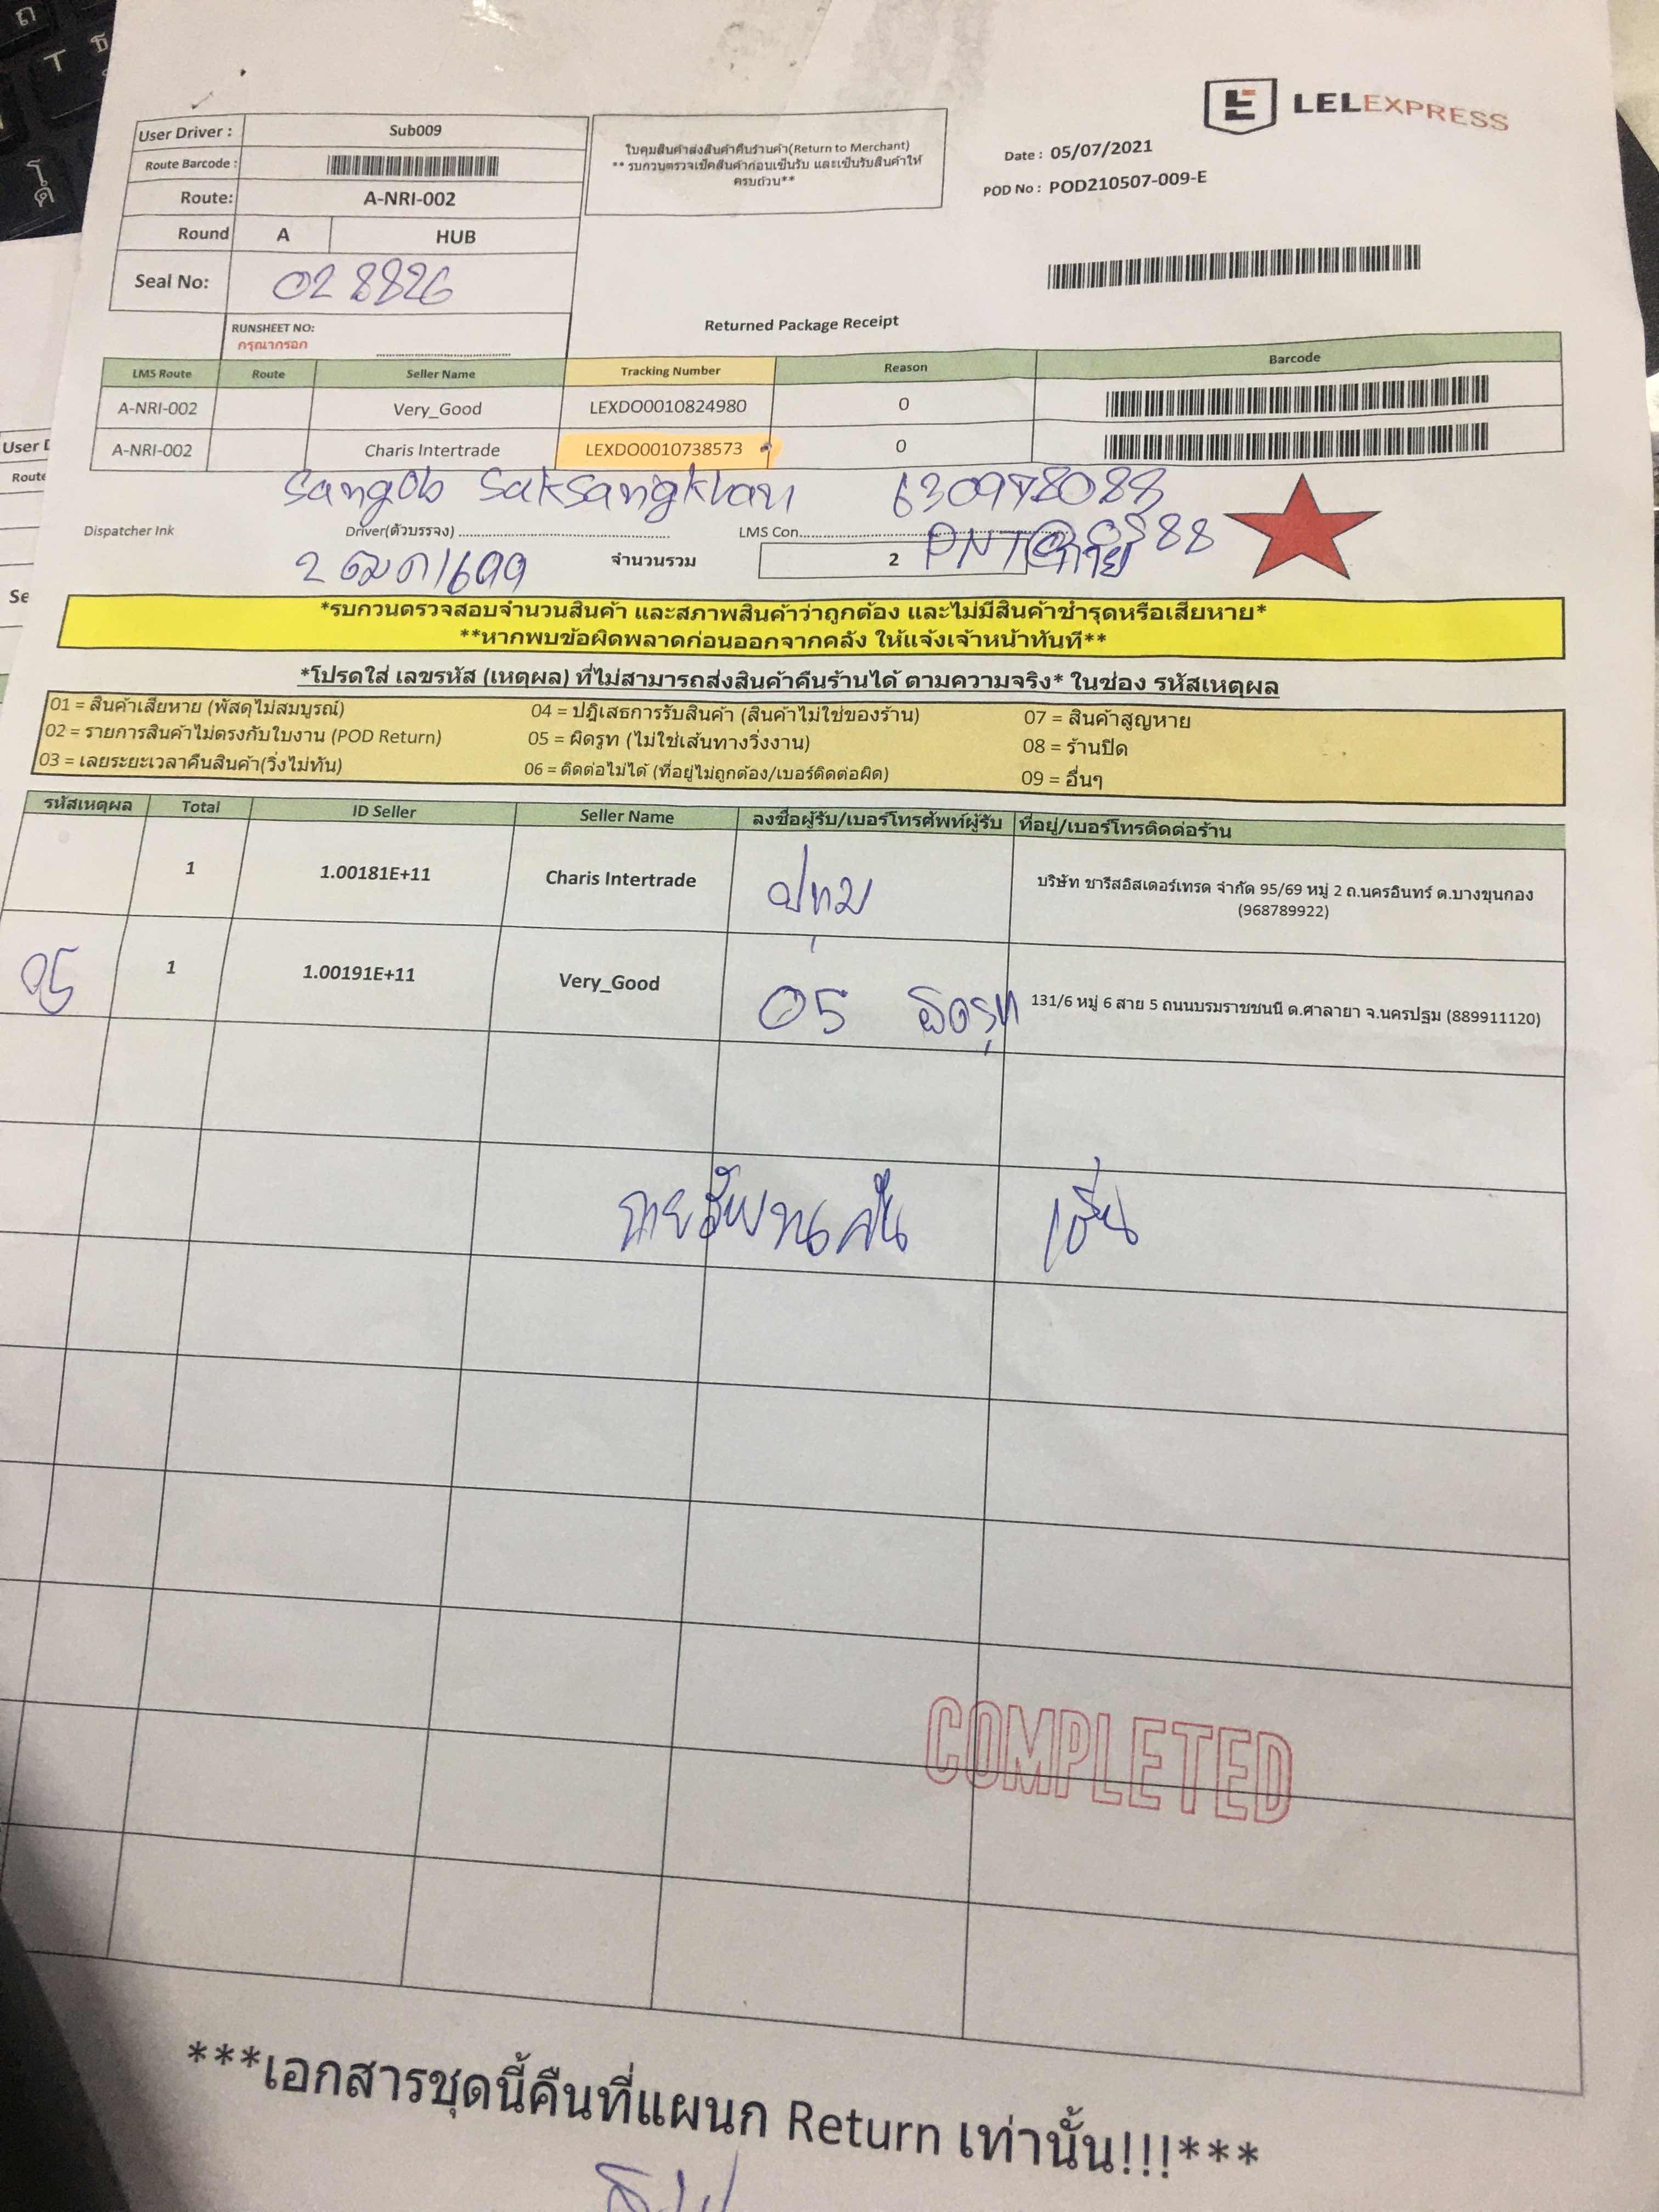 LELEXPRESS
User Driver : Sub009
Route Barcode :
Route: A-NRI-002
Round A HUB
Seal No: 028826
RUNSHEET NO:
กรุณากรอก
ใบคุมสินค้าส่งสินค้าคืนร้านค้า(Return to Merchant)
** รบกวนตรวจเช็คสินค้าก่อนเซ็นรับ และเซ็นรับสินค้าให้
ครบถ้วน**
Date : 05/07/2021
POD No : POD210507-009-E
Returned Package Receipt
LMS Route Route Seller Name Tracking Number Reason Barcode
A-NRI-002 Very_Good LEXDO0010824980 0
A-NRI-002 Charis Intertrade LEXDO0010738573 0
Sangob Saksangkhan
Dispatcher Ink Driver(ตัวบรรจง) LMS Con.
จำนวนรวม 2
*รบกวนตรวจสอบจำนวนสินค้า และสภาพสินค้าว่าถูกต้อง และไม่มีสินค้าชำรุดหรือเสียหาย*
**หากพบข้อผิดพลาดก่อนออกจากคลัง ให้แจ้งเจ้าหน้าทันที**
*โปรดใส่ เลขรหัส (เหตุผล) ที่ไม่สามารถส่งสินค้าคืนร้านได้ ตามความจริง* ในช่อง รหัสเหตุผล
01 = สินค้าเสียหาย (พัสดุไม่สมบูรณ์) 04 = ปฏิเสธการรับสินค้า (สินค้าไม่ใช่ของร้าน) 07 = สินค้าสูญหาย
02 = รายการสินค้าไม่ตรงกับใบงาน (POD Return) 05 = ผิดรูท (ไม่ใช่เส้นทางวิ่งงาน) 08 = ร้านปิด
03 = เลยระยะเวลาคืนสินค้า(วิ่งไม่ทัน) 06 = ติดต่อไม่ได้ (ที่อยู่ไม่ถูกต้อง/เบอร์ติดต่อผิด) 09 = อื่นๆ
รหัสเหตุผล Total ID Seller Seller Name ลงชื่อผู้รับ/เบอร์โทรศัพท์ผู้รับ ที่อยู่/เบอร์โทรติดต่อร้าน
1 1.00181E+11 Charis Intertrade บริษัท ชารีสอิสเตอร์เทรด จำกัด 95/69 หมู่ 2 ถ.นครอินทร์ ต.บางขุนกอง
(968789922)
05 1 1.00191E+11 Very_Good 05 ผิดรูท 131/6 หมู่ 6 สาย 5 ถนนบรมราชชนนี ต.ศาลายา จ.นครปฐม (889911120)
COMPLETED
***เอกสารชุดนี้คืนที่แผนก Return เท่านั้น!!!***